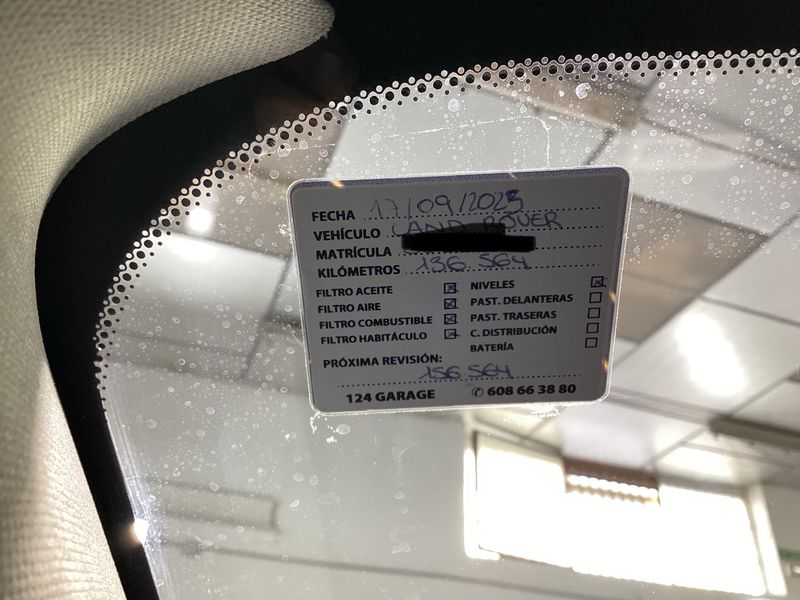 FECHA 17/09/2025
VEHÍCULO LAND ROVER
MATRÍCULA
KILÓMETROS 136.564
FILTRO ACEITE
FILTRO AIRE
FILTRO COMBUSTIBLE
FILTRO HABITÁCULO
NIVELES
PAST. DELANTERAS
PAST. TRASERAS
C. DISTRIBUCIÓN
BATERÍA
PRÓXIMA REVISIÓN:
156.564
124 GARAGE ✆ 608 66 38 80